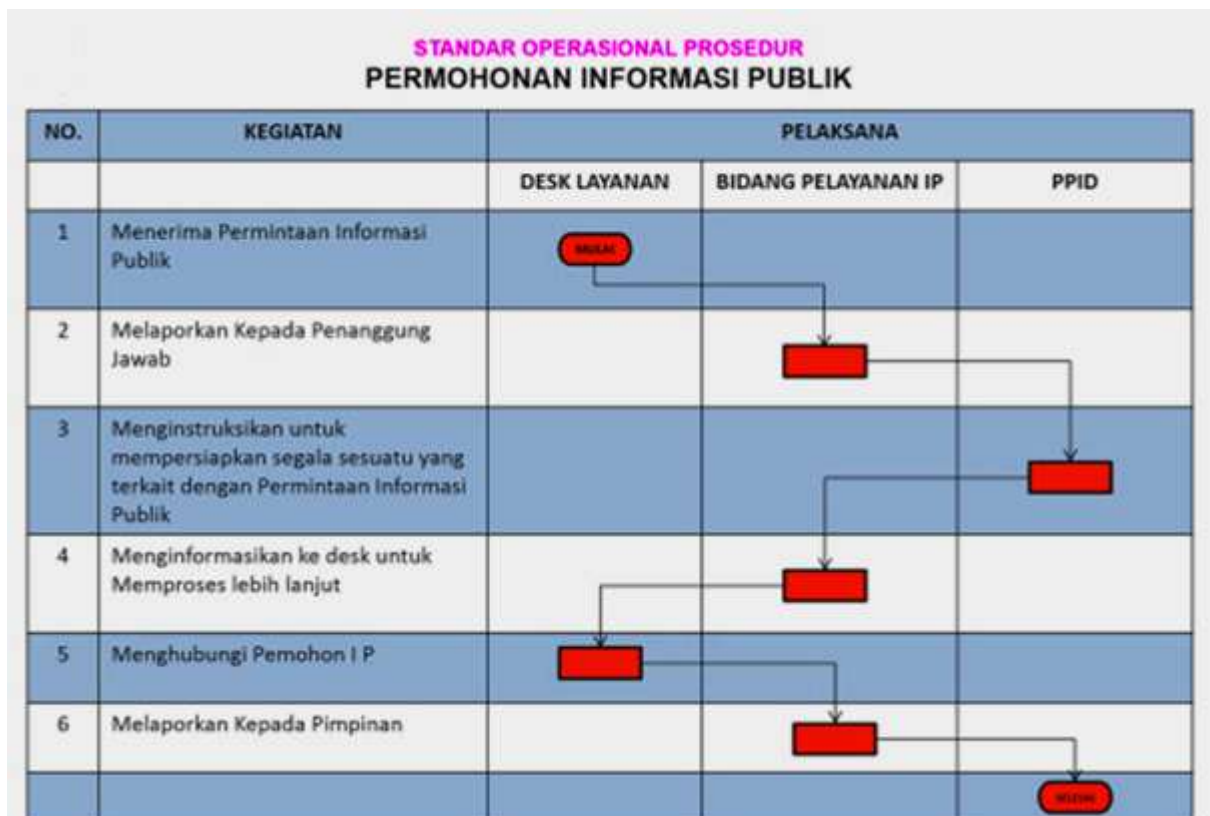 STANDAR OPERASIONAL PROSEDUR
PERMOHONAN INFORMASI PUBLIK
NO. KEGIATAN PELAKSANA
DESK LAYANAN BIDANG PELAYANAN IP PPID
1 Menerima Permintaan Informasi
Publik
MULAI
2 Melaporkan Kepada Penanggung
Jawab
3 Menginstruksikan untuk
mempersiapkan segala sesuatu yang
terkait dengan Permintaan Informasi
Publik
4 Menginformasikan ke desk untuk
Memproses lebih lanjut
5 Menghubungi Pemohon I P
6 Melaporkan Kepada Pimpinan